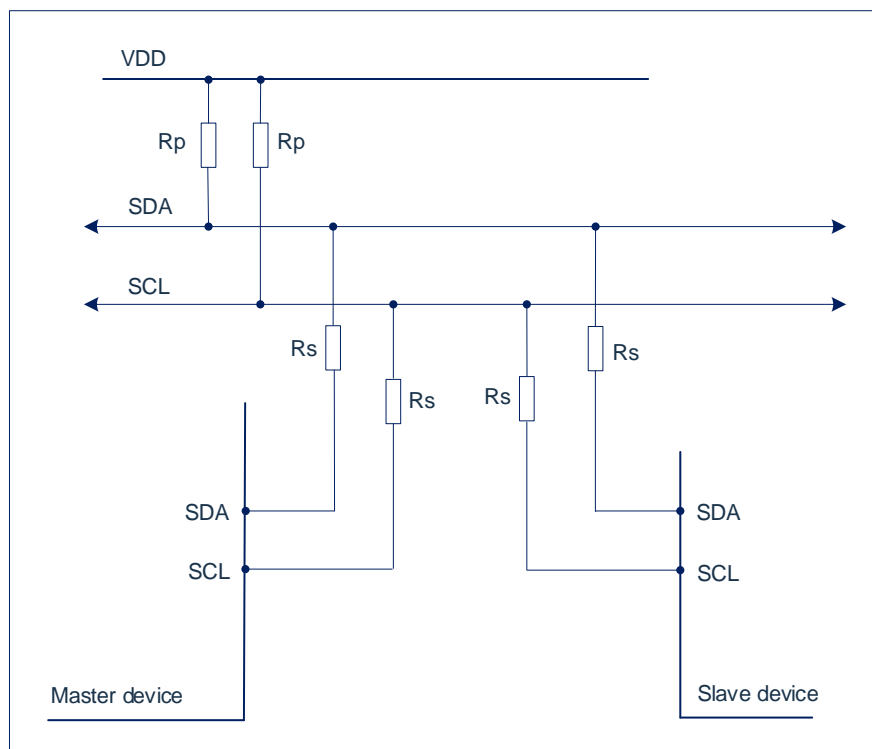 VDD
Rp
Rp
SDA
SCL
Rs
Rs
Rs
Rs
SDA
SDA
SCL
SCL
Master device
Slave device